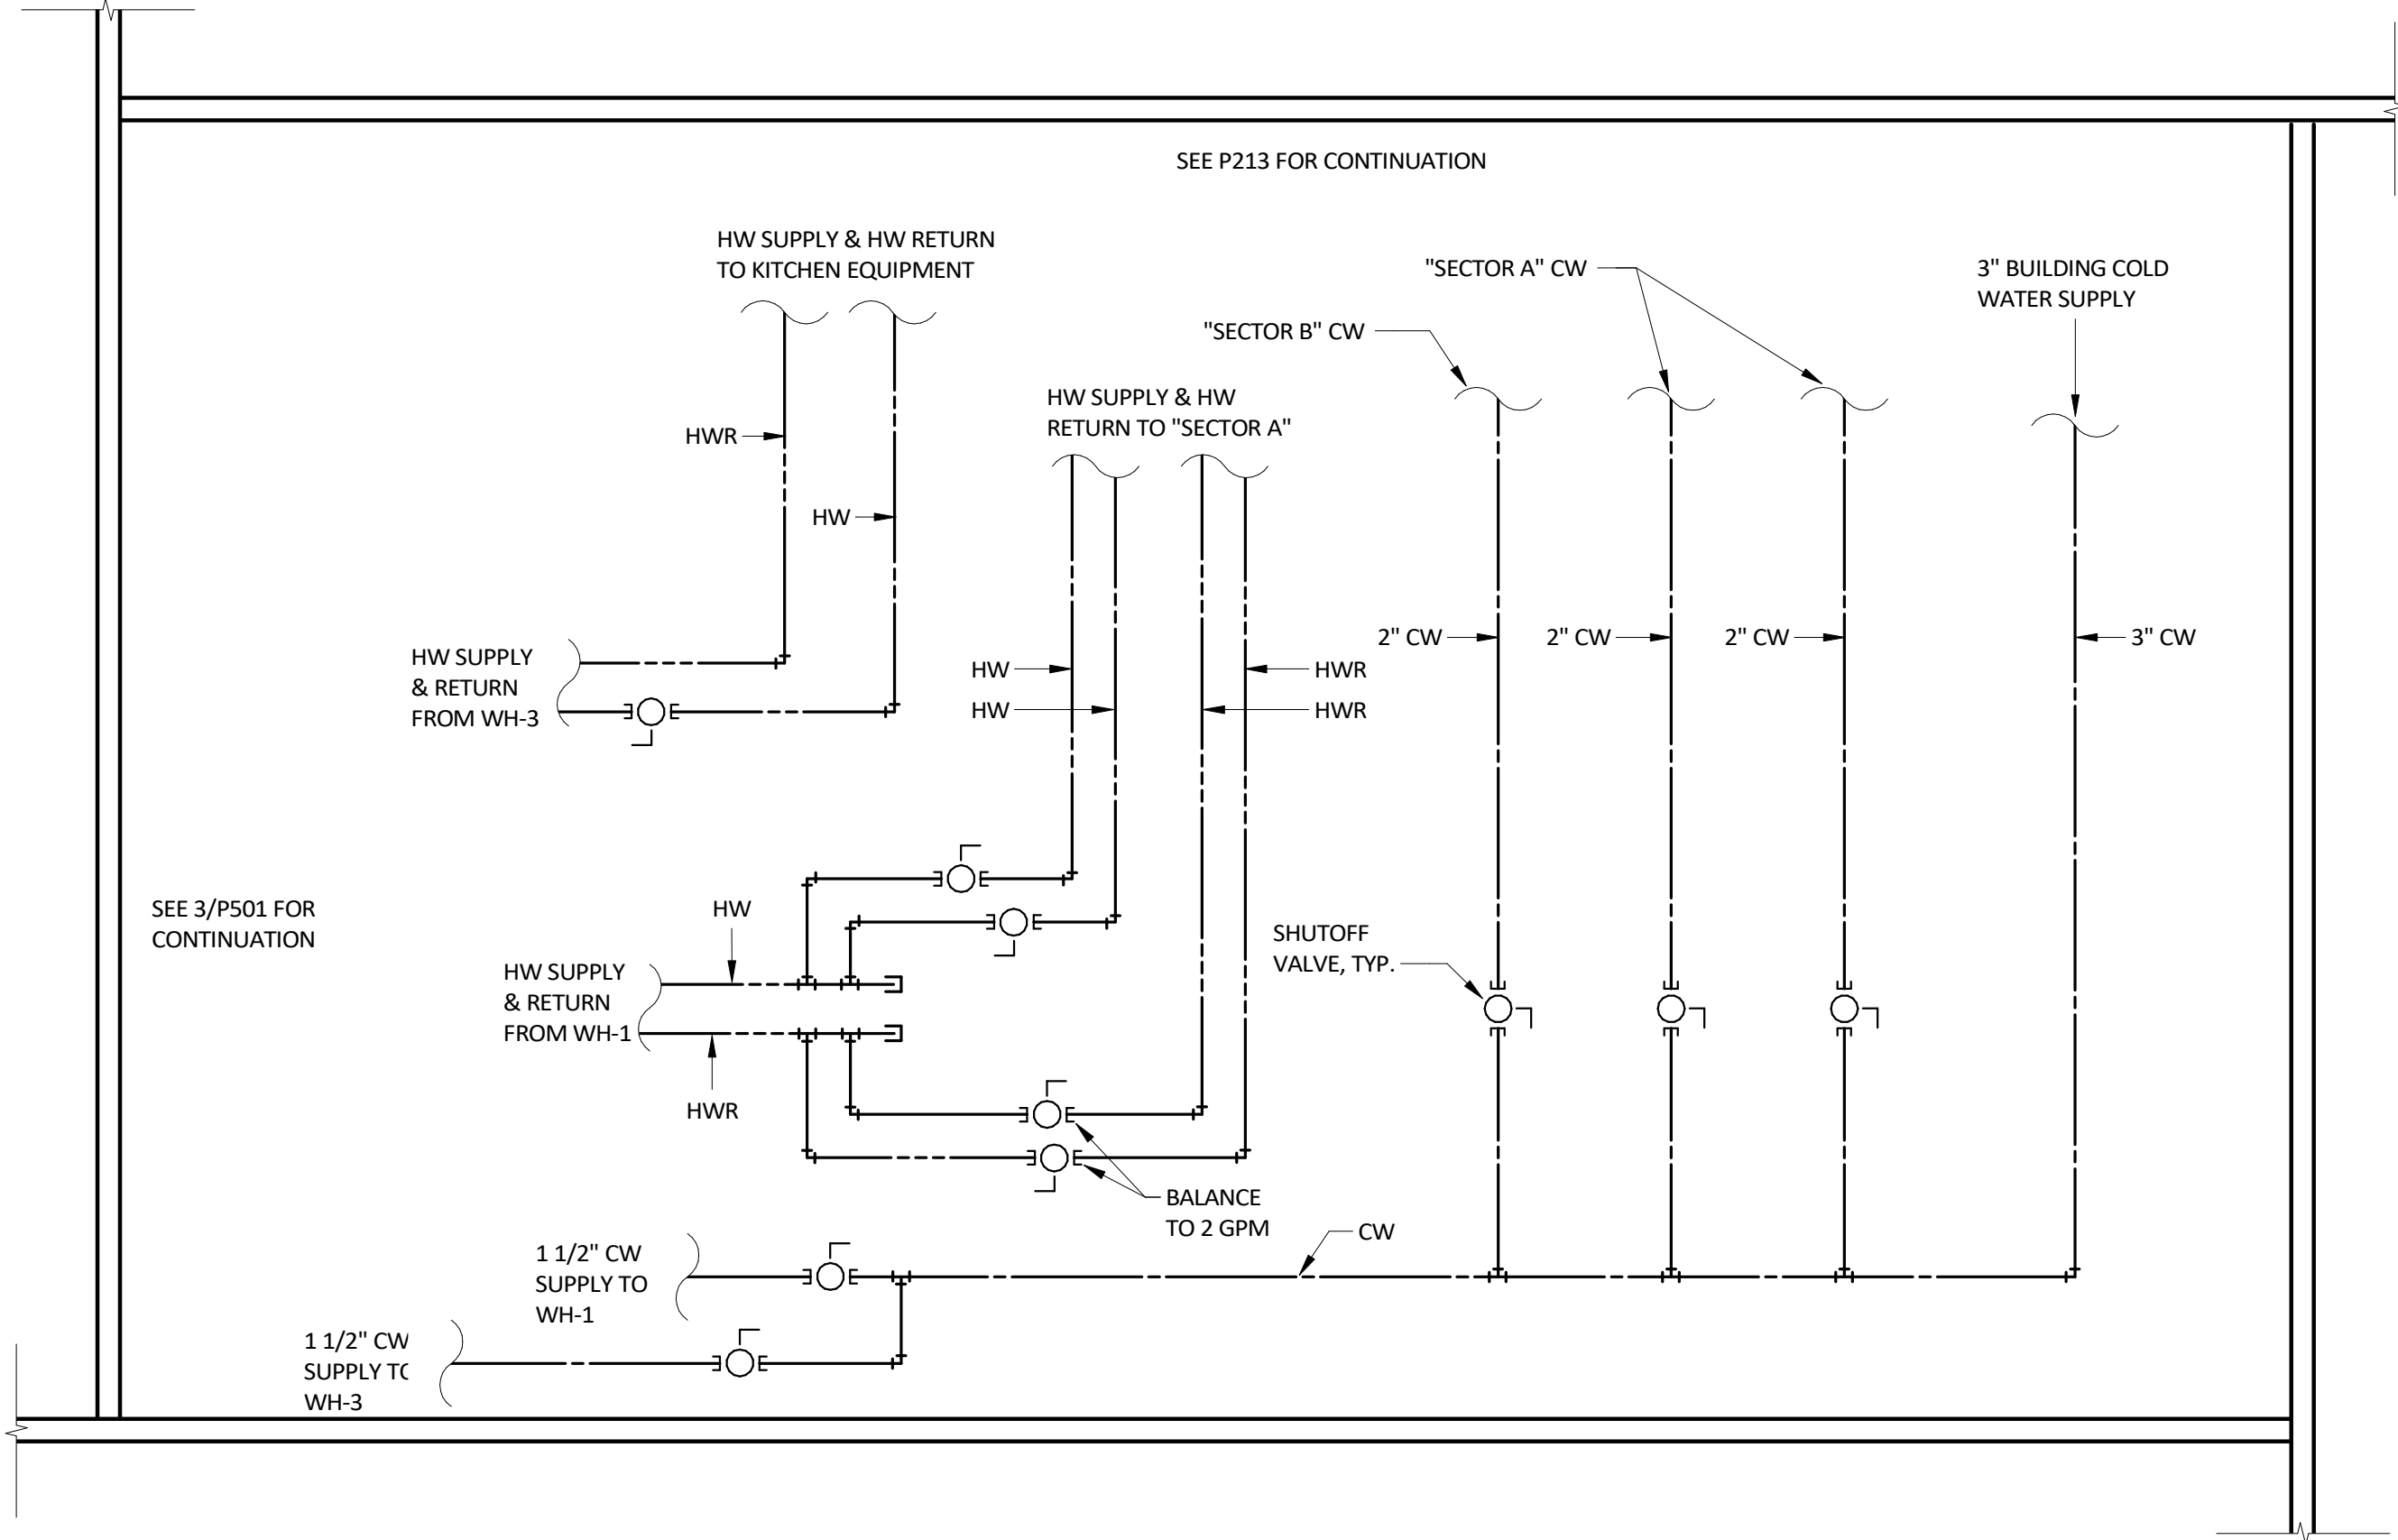 SEE P213 FOR CONTINUATION
HW SUPPLY & HW RETURN
TO KITCHEN EQUIPMENT
"SECTOR A" CW
3" BUILDING COLD
WATER SUPPLY
"SECTOR B" CW
HW SUPPLY & HW
RETURN TO "SECTOR A"
HWR
HW
HW SUPPLY
& RETURN
FROM WH-3
HW
HW
HWR
HWR
2" CW
2" CW
2" CW
3" CW
SEE 3/P501 FOR
CONTINUATION
HW
HW SUPPLY
& RETURN
FROM WH-1
HWR
SHUTOFF
VALVE, TYP.
BALANCE
TO 2 GPM
CW
1 1/2" CW
SUPPLY TO
WH-1
1 1/2" CW
SUPPLY TO
WH-3